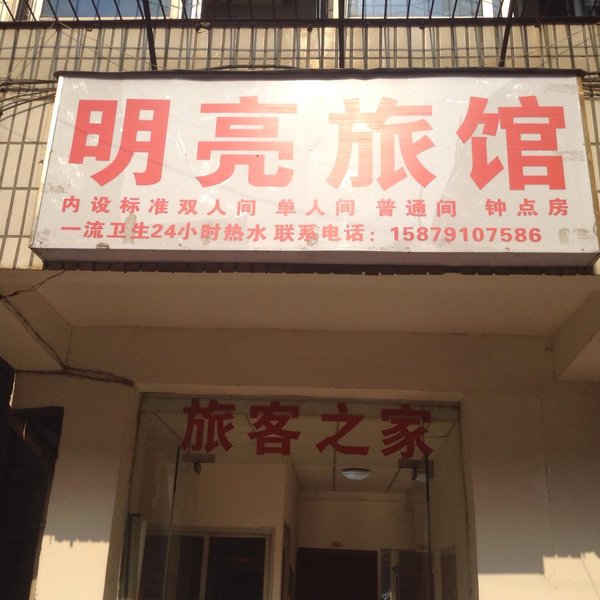 明亮旅馆
内设标准双人间 单人间 普通间 钟点房
一流卫生24小时热水 联系电话：15879107586
旅客之家